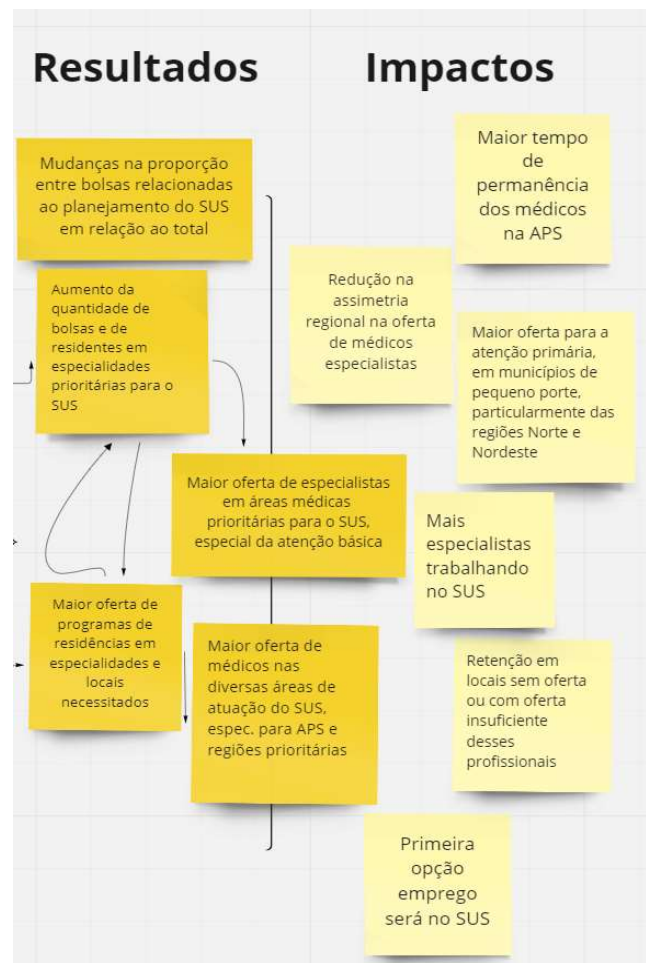 Resultados
Mudanças na proporção
entre bolsas relacionadas
ao planejamento do SUS
em relação ao total
Aumento da
quantidade de
bolsas e de
residentes em
especialidades
prioritárias para o
SUS
Maior oferta de especialistas
em áreas médicas
prioritárias para o SUS,
especial da atenção básica
Maior oferta de
programas de
residências em
especialidades e
locais
necessitados
Maior oferta de
médicos nas
diversas áreas de
atuação do SUS,
espec. para APS e
regiões prioritárias
Impactos
Maior tempo
de
permanência
dos médicos
na APS
Redução na
assimetria
regional na oferta
de médicos
especialistas
Maior oferta para a
atenção primária,
em municípios de
pequeno porte,
particularmente das
regiões Norte e
Nordeste
Mais
especialistas
trabalhando
no SUS
Retenção em
locais sem oferta
ou com oferta
insuficiente
desses
profissionais
Primeira
opção
emprego
será no SUS